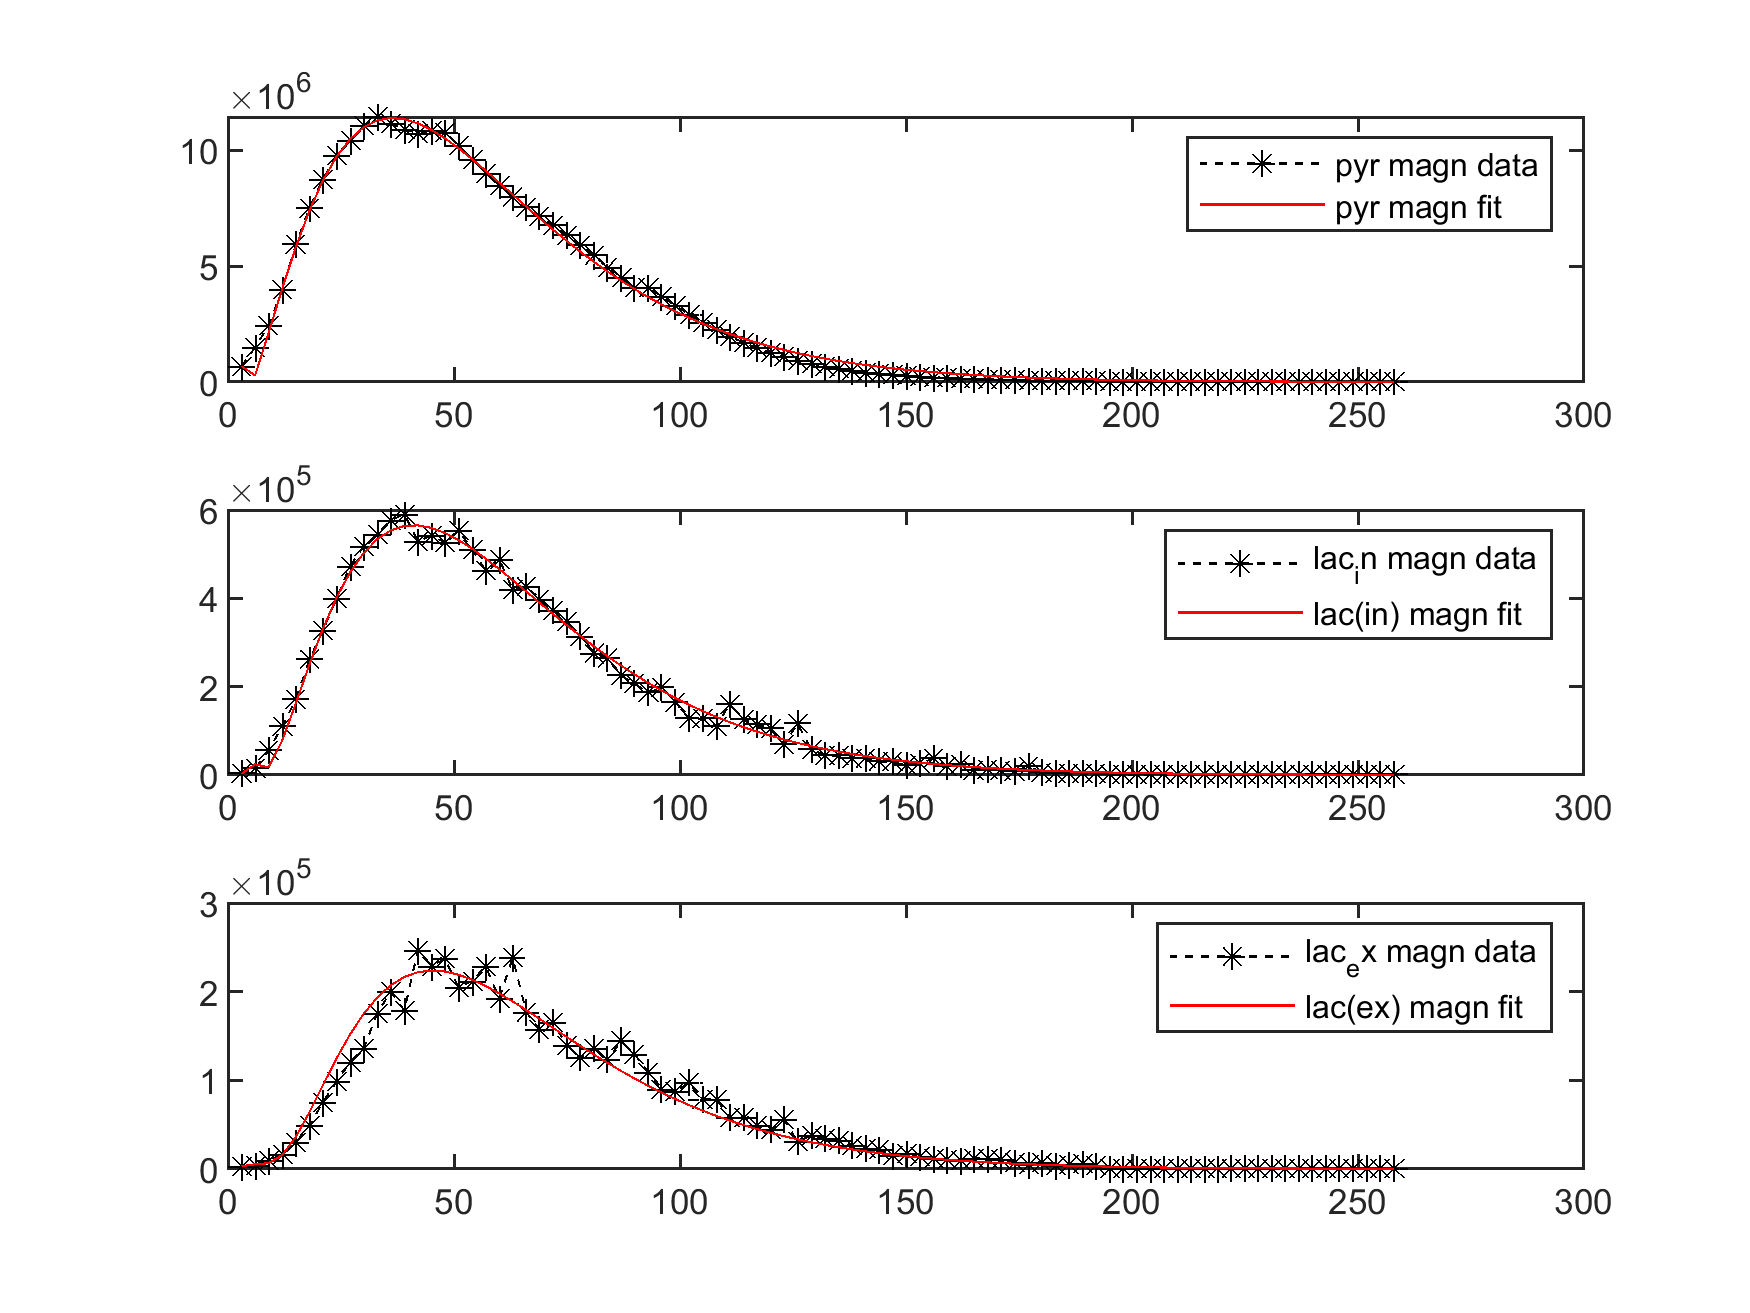 ×10^6
10
5
0
0 50 100 150 200 250 300
pyr magn data
pyr magn fit
×10^5
6
4
2
0
0 50 100 150 200 250 300
lac_in magn data
lac(in) magn fit
×10^5
3
2
1
0
0 50 100 150 200 250 300
lac_ex magn data
lac(ex) magn fit